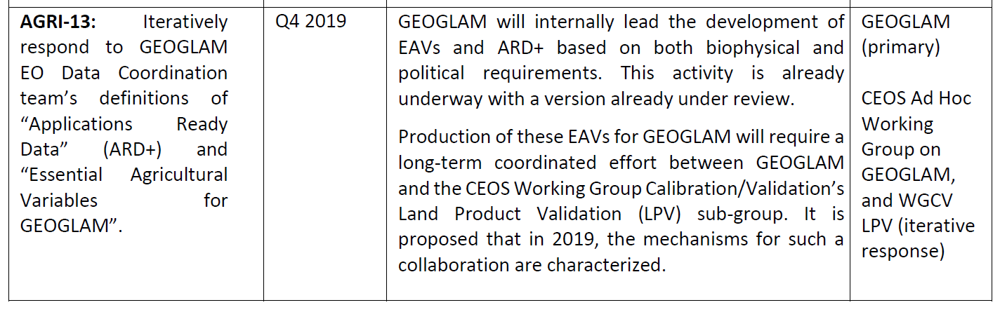 AGRI-13: Iteratively
respond to GEOGLAM
EO Data Coordination
team’s definitions of
“Applications Ready
Data” (ARD+) and
“Essential Agricultural
Variables for
GEOGLAM”.
Q4 2019
GEOGLAM will internally lead the development of
EAVs and ARD+ based on both biophysical and
political requirements. This activity is already
underway with a version already under review.
Production of these EAVs for GEOGLAM will require a
long-term coordinated effort between GEOGLAM
and the CEOS Working Group Calibration/Validation’s
Land Product Validation (LPV) sub-group. It is
proposed that in 2019, the mechanisms for such a
collaboration are characterized.
GEOGLAM
(primary)
CEOS Ad Hoc
Working
Group on
GEOGLAM,
and WGCV
LPV (iterative
response)